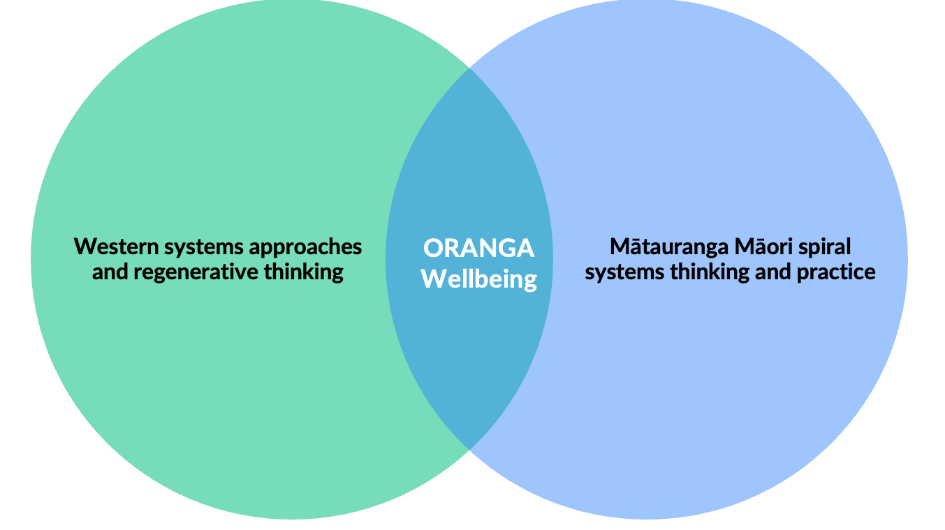 Western systems approaches
and regenerative thinking
ORANGA
Wellbeing
Mātauranga Māori spiral
systems thinking and practice